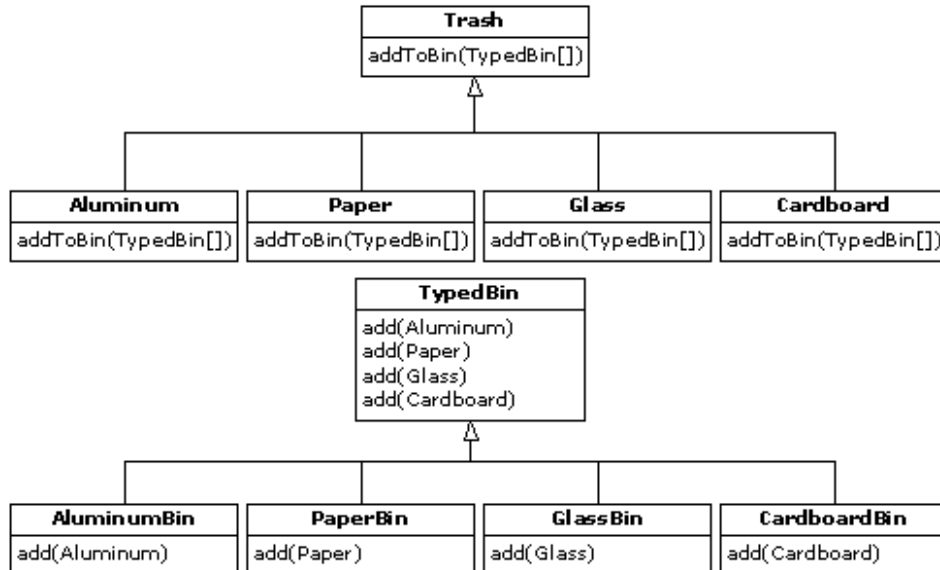 Trash
addToBin(TypedBin[])
Aluminum
Paper
Glass
Cardboard
addToBin(TypedBin[])
addToBin(TypedBin[])
addToBin(TypedBin[])
addToBin(TypedBin[])
TypedBin
add(Aluminum)
add(Paper)
add(Glass)
add(Cardboard)
AluminumBin
PaperBin
GlassBin
CardboardBin
add(Aluminum)
add(Paper)
add(Glass)
add(Cardboard)